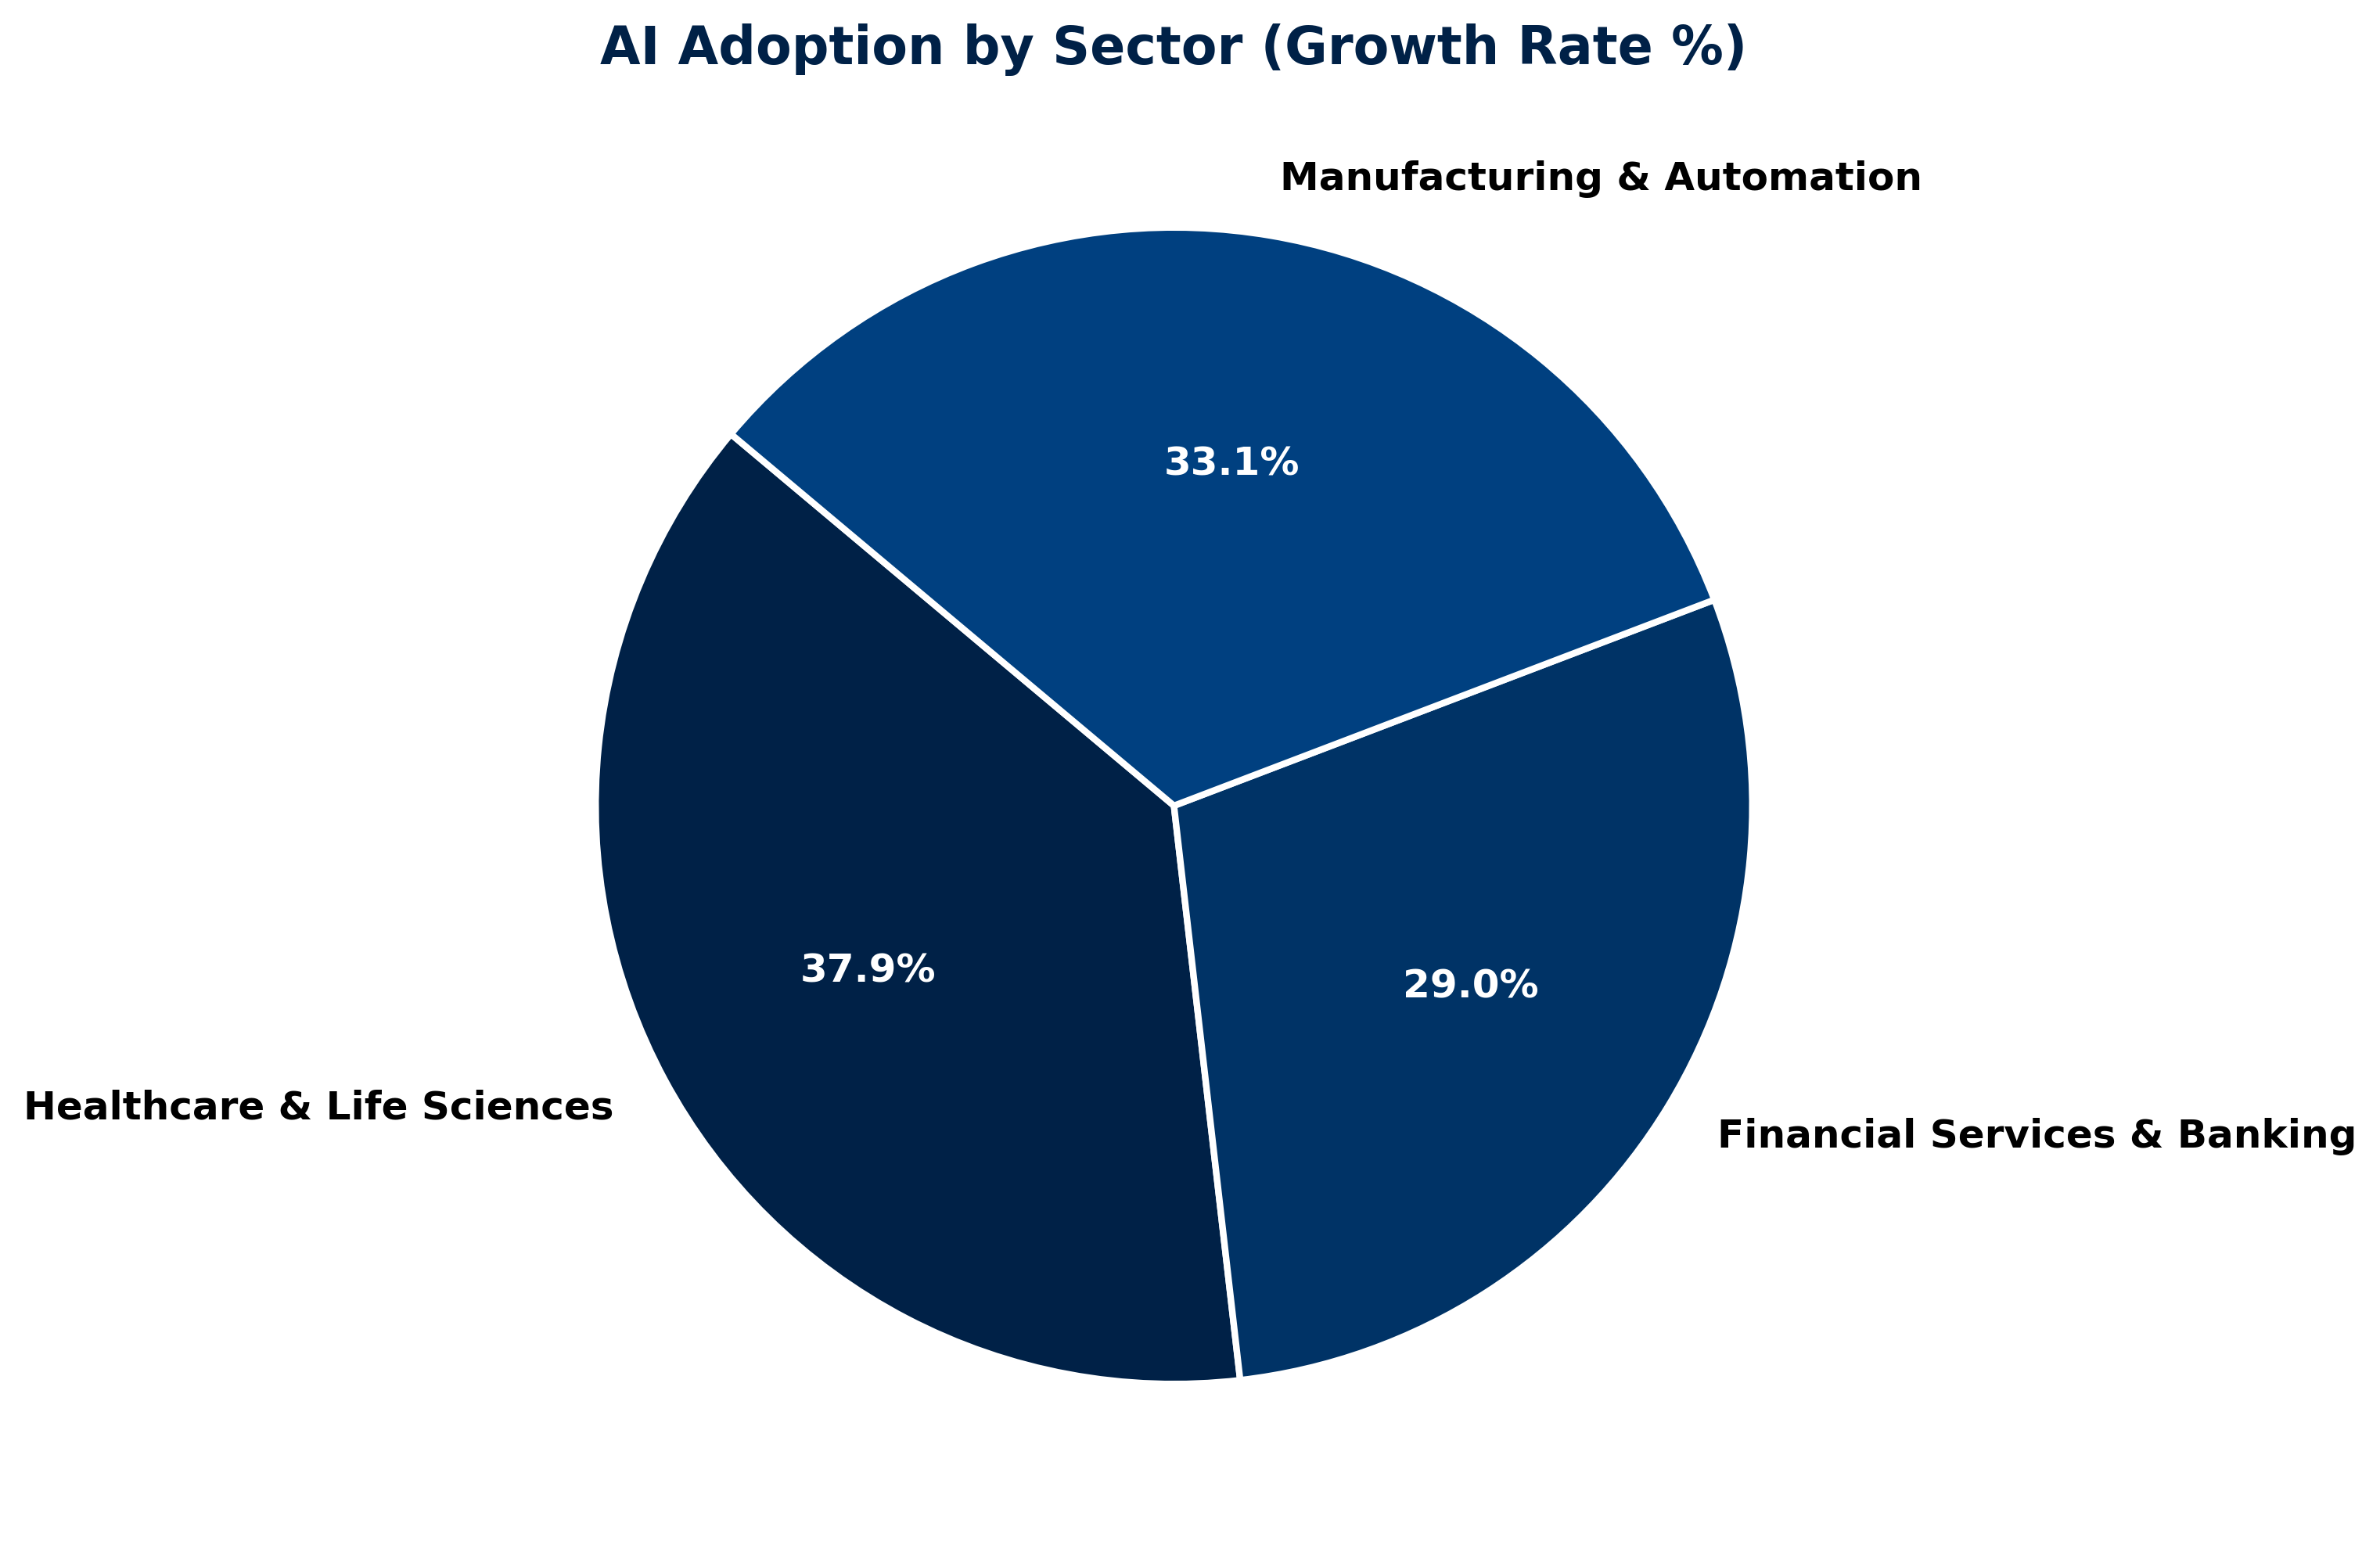 AI Adoption by Sector (Growth Rate %)
Manufacturing & Automation
33.1%
37.9%
29.0%
Healthcare & Life Sciences
Financial Services & Banking